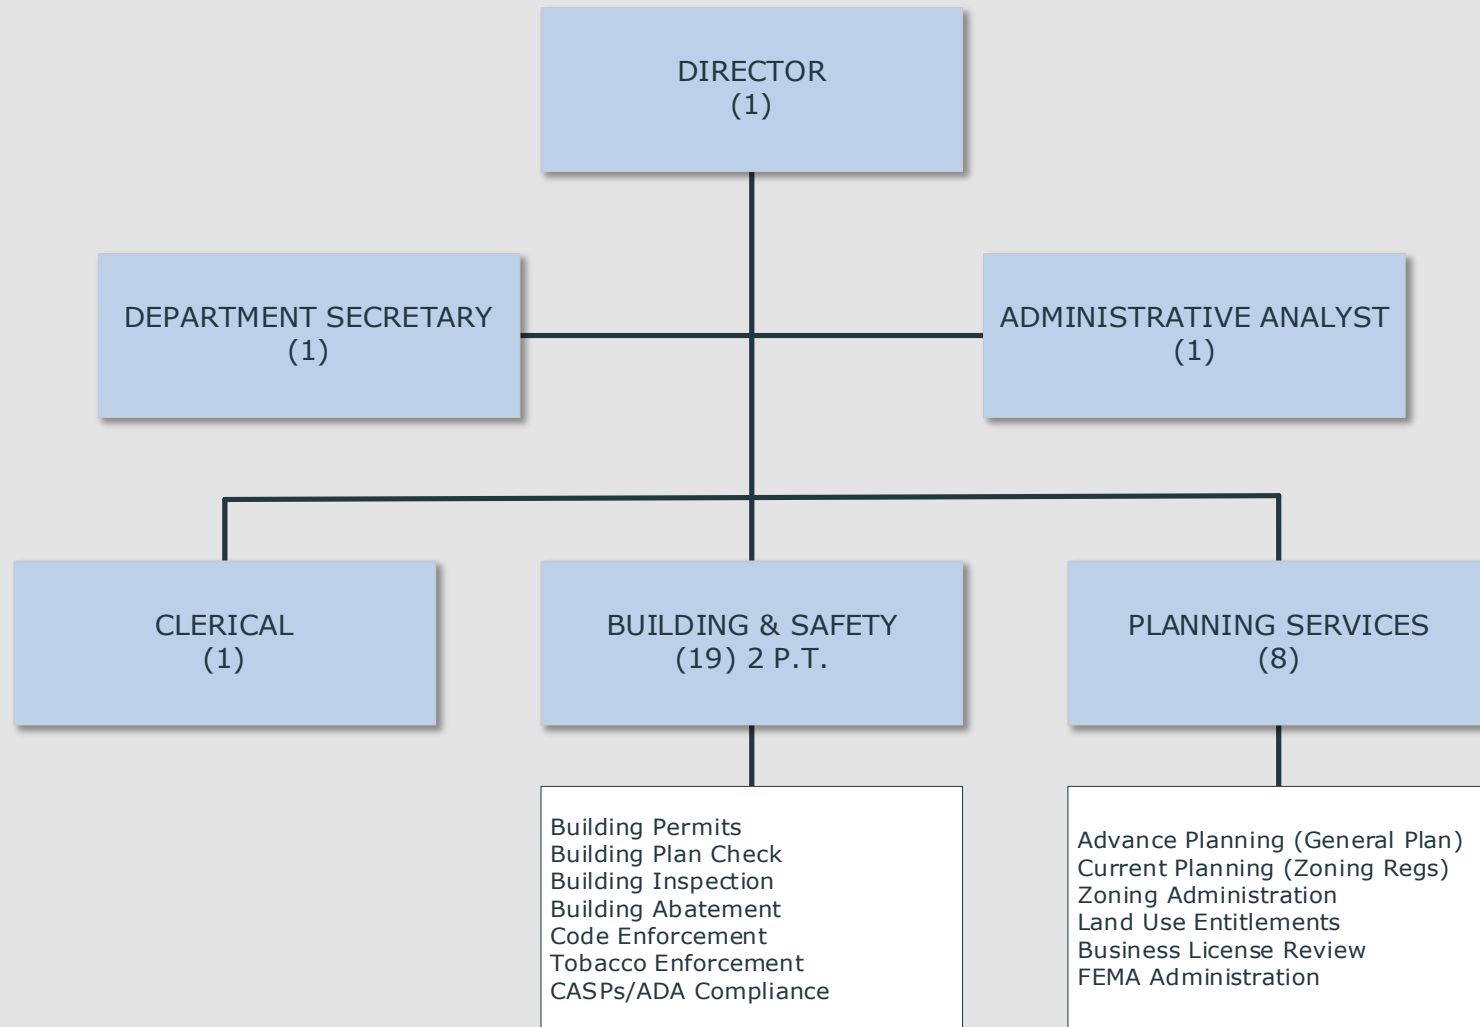 DIRECTOR
(1)
DEPARTMENT SECRETARY
(1)
ADMINISTRATIVE ANALYST
(1)
CLERICAL
(1)
BUILDING & SAFETY
(19) 2 P.T.
PLANNING SERVICES
(8)
Building Permits
Building Plan Check
Building Inspection
Building Abatement
Code Enforcement
Tobacco Enforcement
CASPs/ADA Compliance
Advance Planning (General Plan)
Current Planning (Zoning Regs)
Zoning Administration
Land Use Entitlements
Business License Review
FEMA Administration